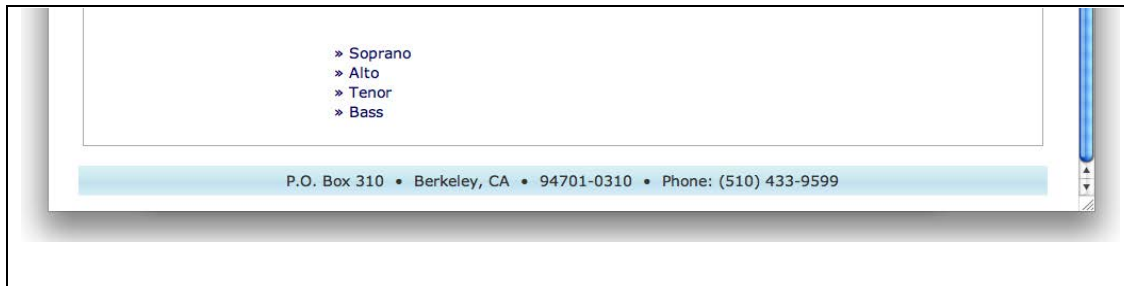 » Soprano
» Alto
» Tenor
» Bass
P.O. Box 310 • Berkeley, CA • 94701-0310 • Phone: (510) 433-9599